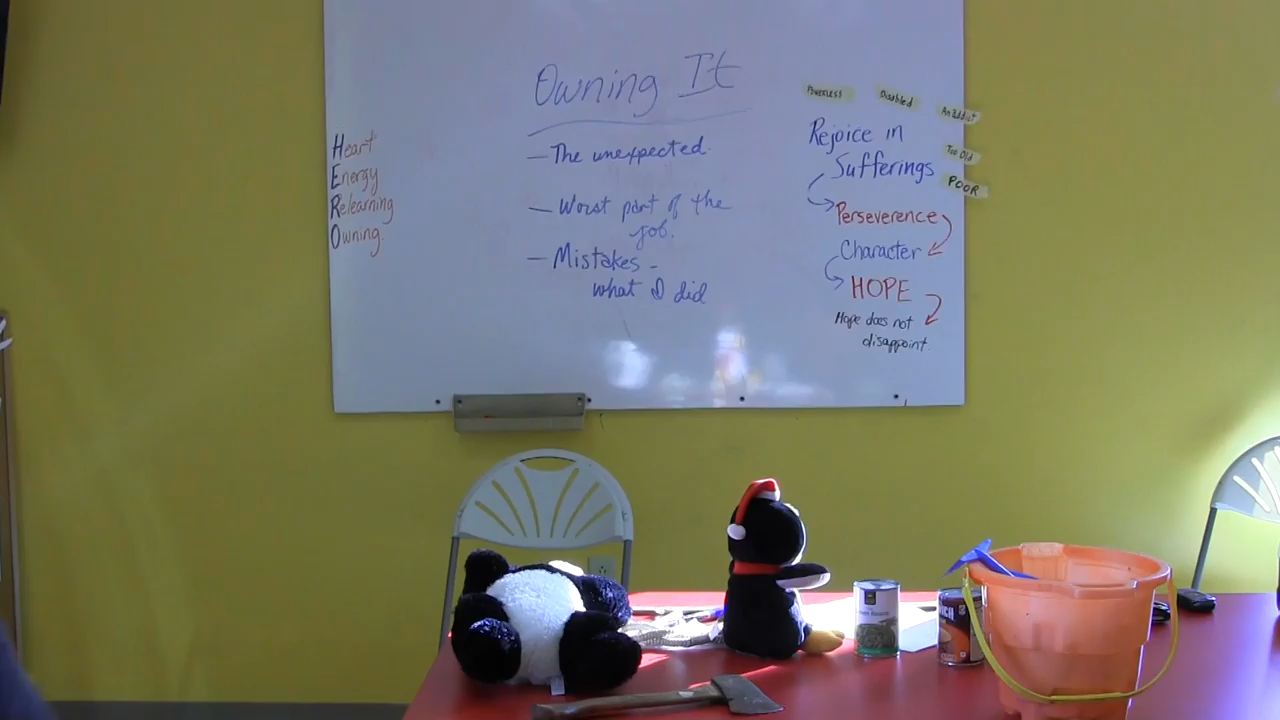 Heart
Energy
Relearning
Owning.
Owning It
— The unexpected.
— Worst part of the
job.
— Mistakes -
what I did
Powerless
Disabled
An addict
Too Old
POOR
Rejoice in
Sufferings
Perseverence
Character
HOPE
Hope does not
disappoint.